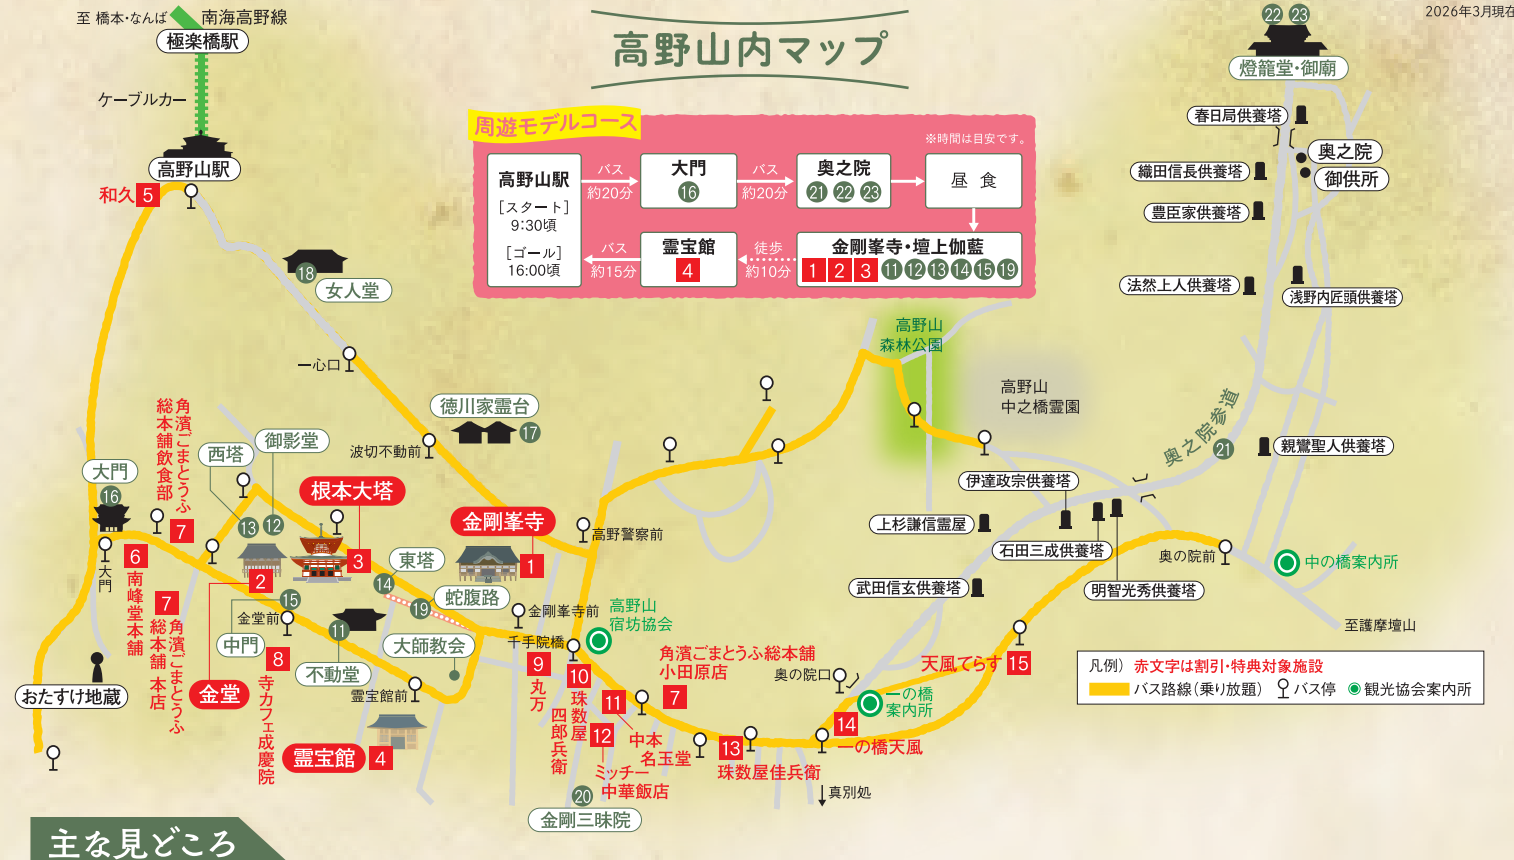 至 橋本・なんば
南海高野線
極楽橋駅
ケーブルカー
高野山駅
和久 5
高野山内マップ
2026年3月現在
周遊モデルコース
※時間は目安です。
高野山駅
[スタート]
9:30頃
[ゴール]
16:00頃
バス
約20分
大門
16
バス
約20分
奥之院
21 22 23
昼 食
金剛峯寺・壇上伽藍
1 2 3 11 12 13 14 15 19
徒歩
約10分
霊宝館
4
バス
約15分
22 23
燈籠堂・御廟
春日局供養塔
奥之院
御供所
織田信長供養塔
豊臣家供養塔
法然上人供養塔
浅野内匠頭供養塔
18
女人堂
一心口
高野山
森林公園
高野山
中之橋霊園
徳川家霊台
17
波切不動前
奥之院参道
21
親鸞聖人供養塔
角濱ごまとうふ
総本舗飲食部
7
西塔
御影堂
大門
16
13
12
根本大塔
3
金剛峯寺
1
高野警察前
伊達政宗供養塔
上杉謙信霊屋
石田三成供養塔
明智光秀供養塔
武田信玄供養塔
奥の院前
中の橋案内所
至護摩壇山
大門
6
南峰堂本舗
7
角濱ごまとうふ
総本舗 本店
2
15
金堂前
中門
金堂
東塔
14
19
蛇腹路
11
不動堂
大師教会
8
寺カフェ成慶院
霊宝館前
霊宝館 4
金剛峯寺前
千手院橋
高野山
宿坊協会
9
丸万
10
珠数屋
四郎兵衛
角濱ごまとうふ総本舗
小田原店
7
11
中本
名玉堂
12
ミッチー
中華飯店
20
金剛三昧院
13
珠数屋佳兵衛
奥の院口
一の橋
案内所
14
一の橋天風
天風てらす 15
真別処
おたすけ地蔵
凡例) 赤文字は割引・特典対象施設
バス路線(乗り放題) バス停 観光協会案内所
主な見どころ